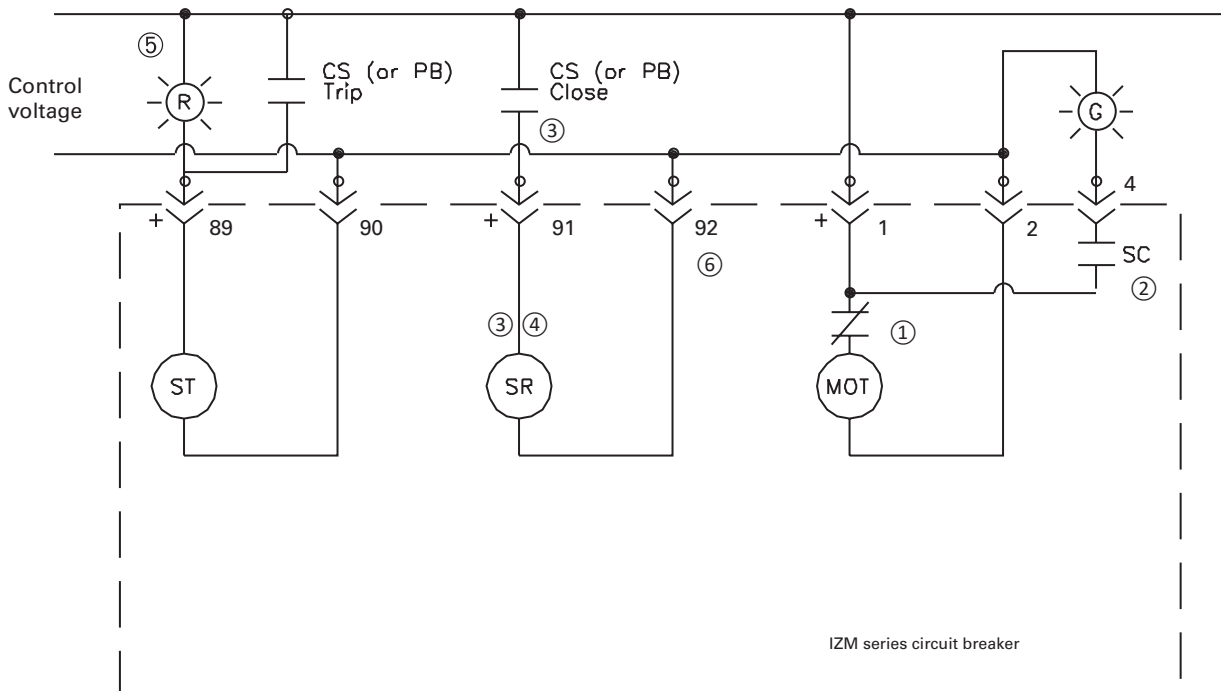 ⑤
CS (or PB)
Trip
CS (or PB)
Close
Control
voltage
R
G
③
4
+ 89
90
+ 91
92
+ 1
2
SC
⑥
②
③ ④
①
ST
SR
MOT
IZM series circuit breaker